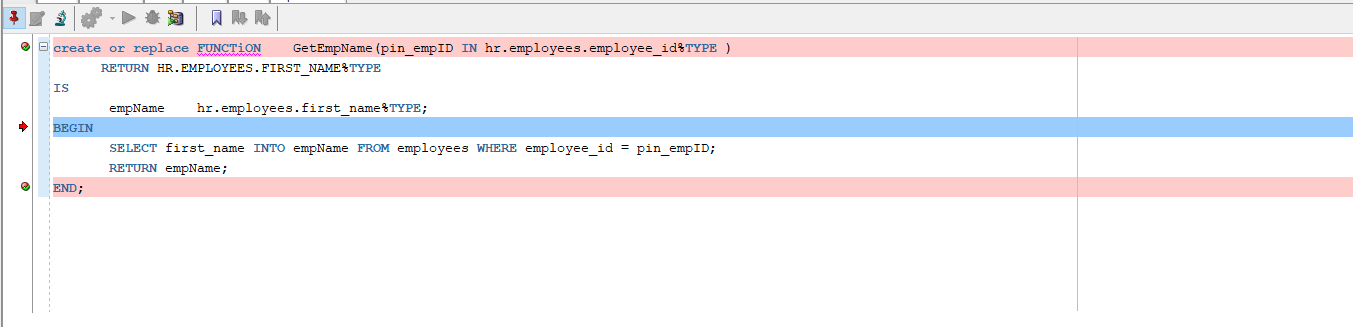 create or replace FUNCTiON    GetEmpName(pin_empID IN hr.employees.employee_id%TYPE )
      RETURN HR.EMPLOYEES.FIRST_NAME%TYPE
IS
       empName    hr.employees.first_name%TYPE;
BEGIN
       SELECT first_name INTO empName FROM employees WHERE employee_id = pin_empID;
       RETURN empName;
END;